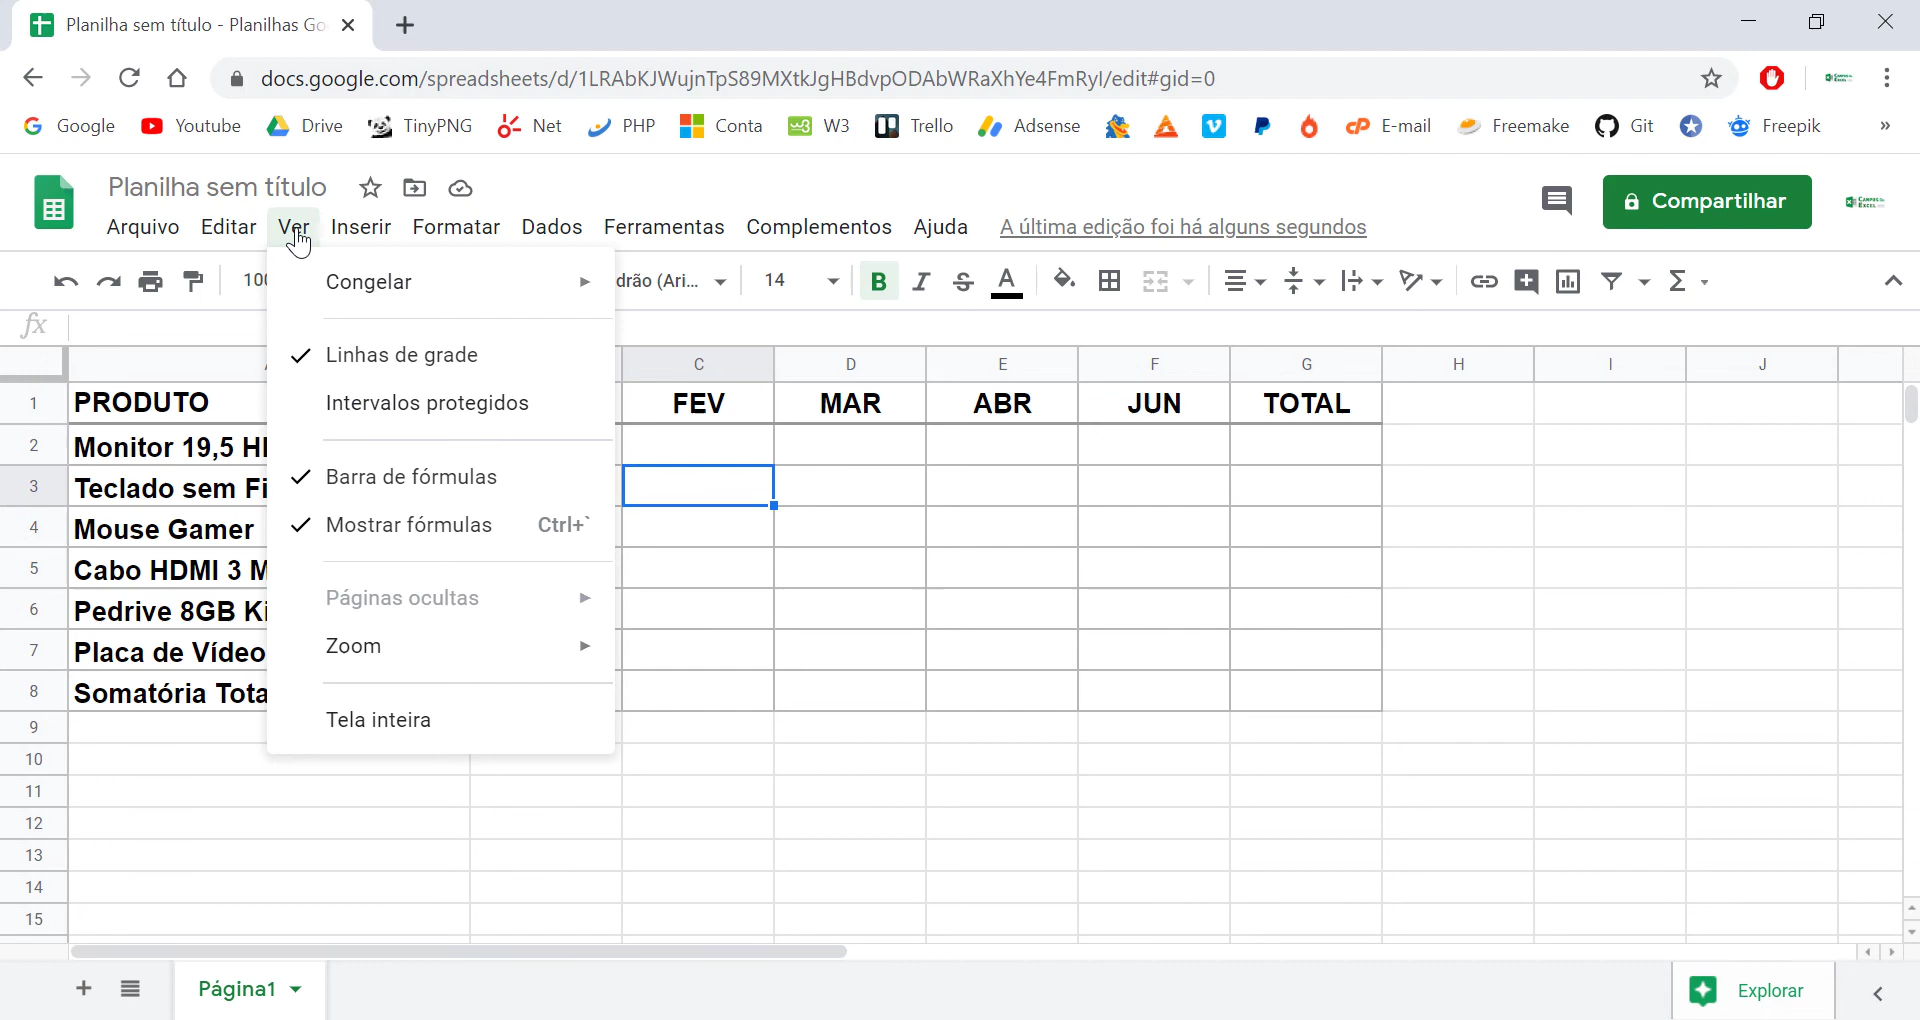 Planilha sem título - Planilhas Go
docs.google.com/spreadsheets/d/1LRAbKJWujnTpS89MXtkJgHBdvpODAbWRaXhYe4FmRyI/edit#gid=0
Google Youtube Drive TinyPNG Net PHP Conta W3 Trello Adsense E-mail Freemake Git Freepik »
Planilha sem título
Compartilhar
Arquivo Editar Ver Inserir Formatar Dados Ferramentas Complementos Ajuda A última edição foi há alguns segundos
100 drão (Ari... 14 B I S A Σ
Congelar
fx
Linhas de grade
C D E F G H I J
Intervalos protegidos
1 PRODUTO FEV MAR ABR JUN TOTAL
2 Monitor 19,5
Barra de fórmulas
3 Teclado sem Fi
Mostrar fórmulas Ctrl+`
4 Mouse Gamer
5 Cabo HDMI 3 M
Páginas ocultas
6 Pedrive 8GB Ki
Zoom
7 Placa de Vídeo
8 Somatória Tota
Tela inteira
9
10
11
12
13
14
15
Página1
Explorar